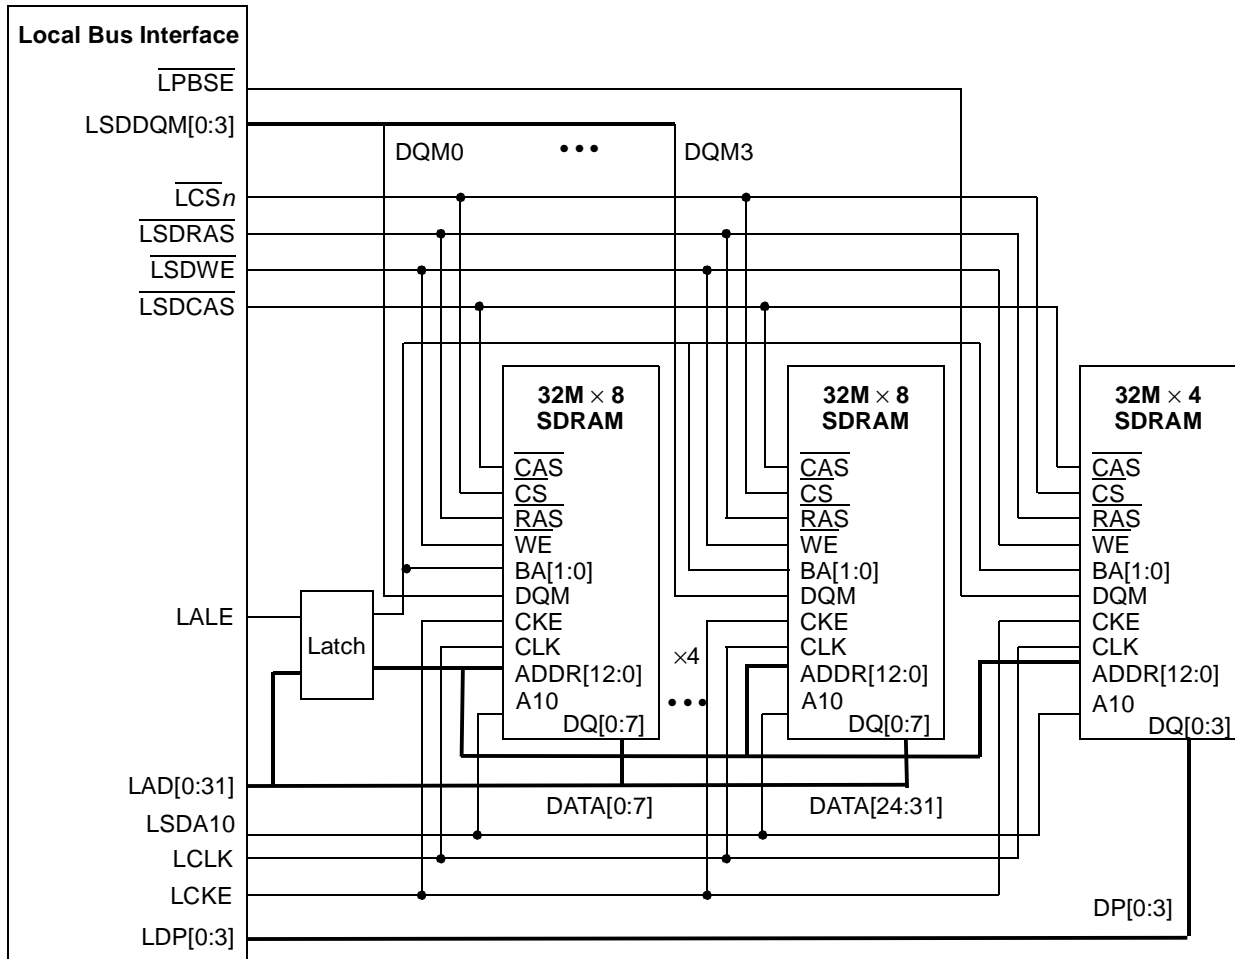 Local Bus Interface
LPBSE
LSDDQM[0:3]
DQM0
•••
DQM3
LCSn
LSDRAS
LSDWE
LSDCAS
32M × 8
SDRAM
CAS
CS
RAS
WE
BA[1:0]
DQM
CKE
CLK
ADDR[12:0]
A10
DQ[0:7]
×4
•••
32M × 8
SDRAM
CAS
CS
RAS
WE
BA[1:0]
DQM
CKE
CLK
ADDR[12:0]
A10
DQ[0:7]
32M × 4
SDRAM
CAS
CS
RAS
WE
BA[1:0]
DQM
CKE
CLK
ADDR[12:0]
A10
DQ[0:3]
LALE
Latch
LAD[0:31]
DATA[0:7]
DATA[24:31]
LSDA10
LCLK
LCKE
DP[0:3]
LDP[0:3]